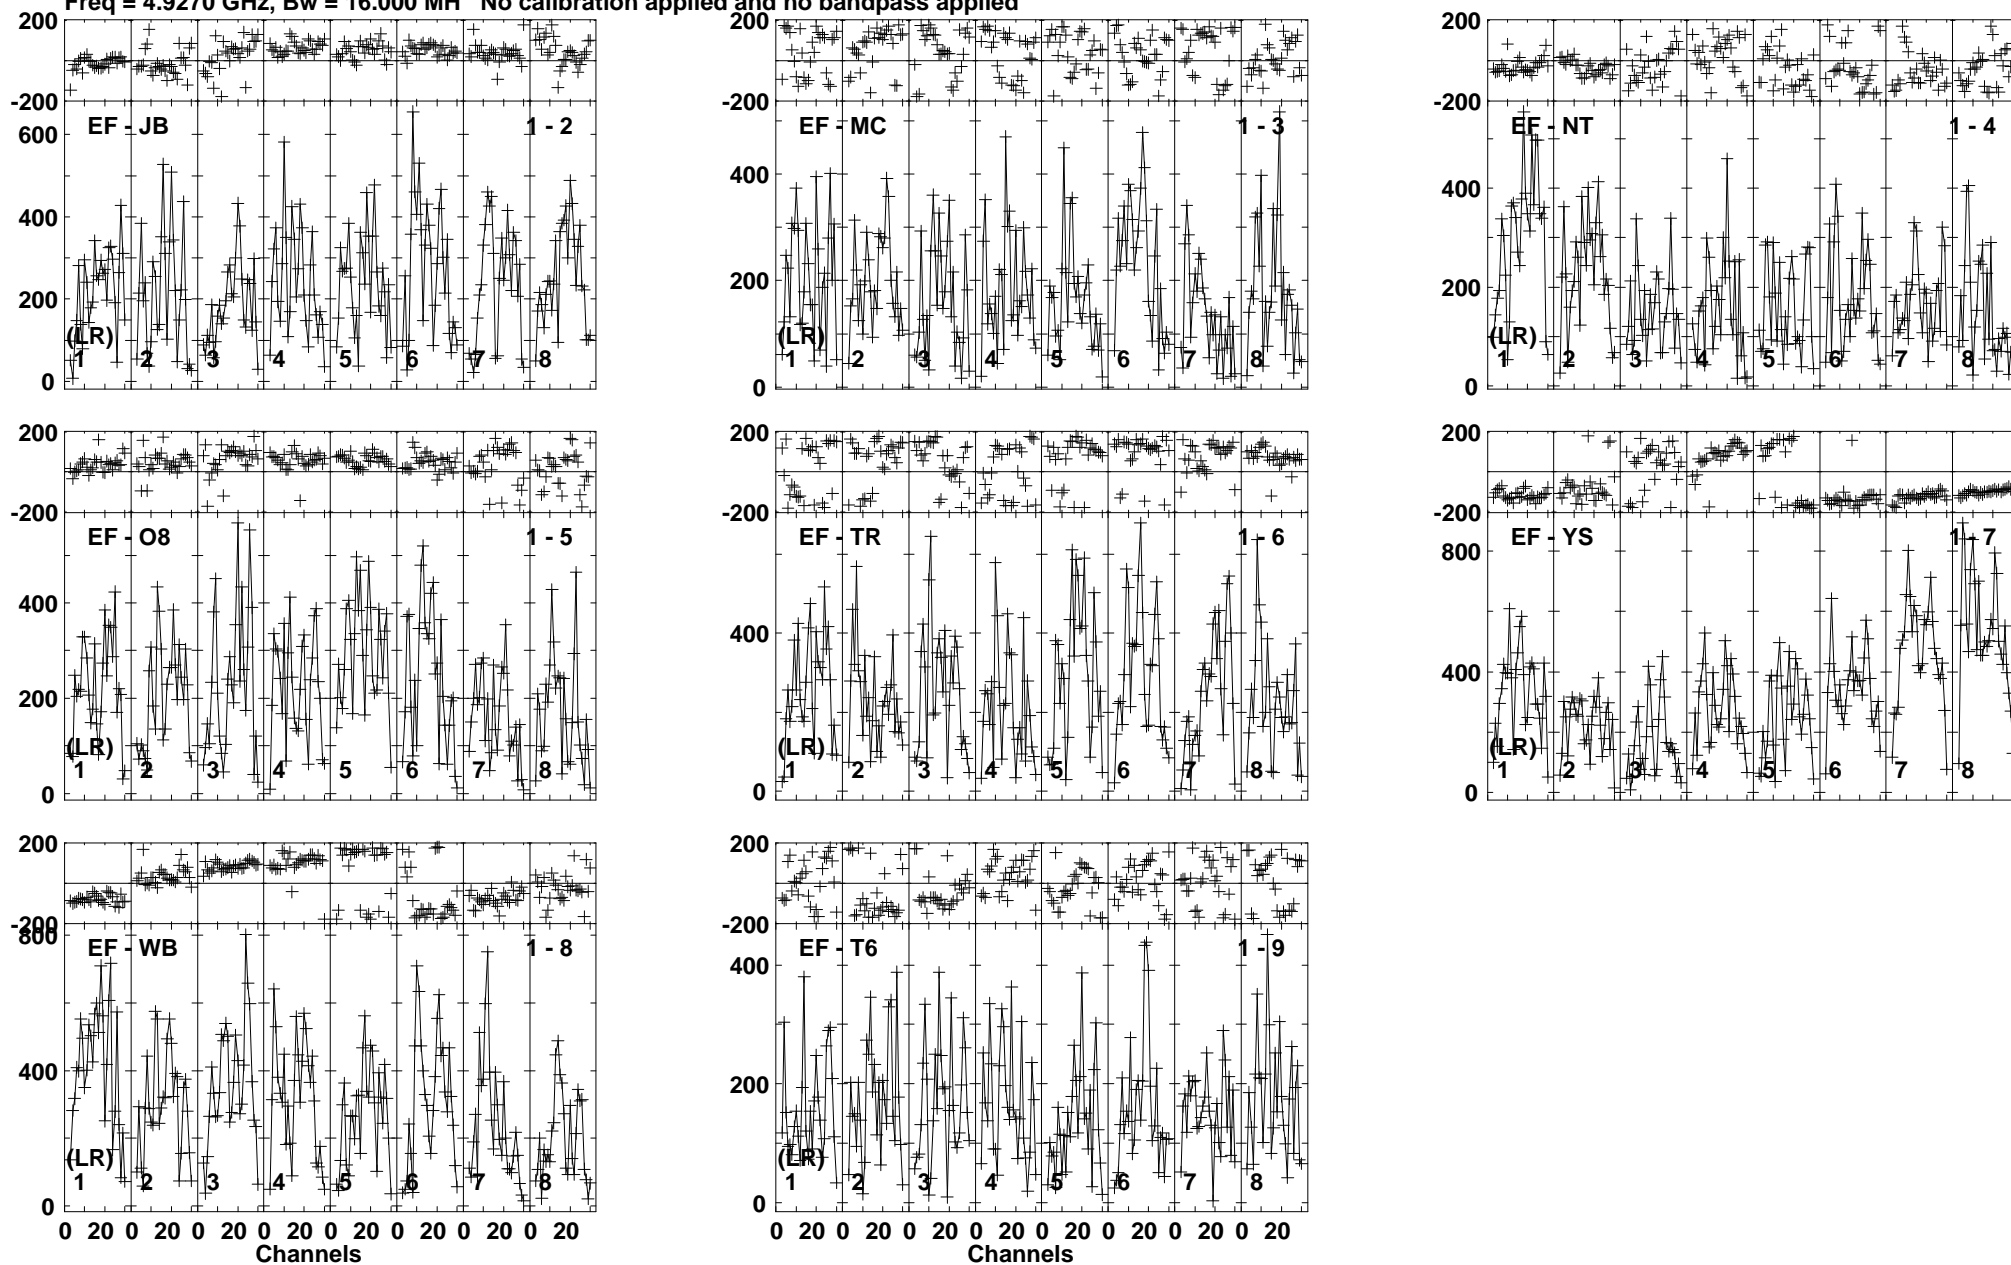 Freq = 4.9270 GHz, Bw = 16.000 MH No calibration applied and no bandpass applied
200
-200
600
400
200
0
EF - JB 1 - 2
(LR)
1 2 3 4 5 6 7 8
200
-200
400
200
0
EF - MC 1 - 3
(LR)
1 2 3 4 5 6 7 8
200
-200
400
200
0
EF - NT 1 - 4
(LR)
1 2 3 4 5 6 7 8
200
-200
400
200
0
EF - O8 1 - 5
(LR)
1 2 3 4 5 6 7 8
200
-200
400
0
EF - TR 1 - 6
(LR)
1 2 3 4 5 6 7 8
200
-200
800
400
0
EF - YS 1 - 7
(LR)
1 2 3 4 5 6 7 8
200
-200
800
400
0
EF - WB 1 - 8
(LR)
1 2 3 4 5 6 7 8
0 20 0 20 0 20 0 20 0 20 0 20 0 20 0 20
Channels
200
-200
400
200
0
EF - T6 1 - 9
(LR)
1 2 3 4 5 6 7 8
0 20 0 20 0 20 0 20 0 20 0 20 0 20 0 20
Channels